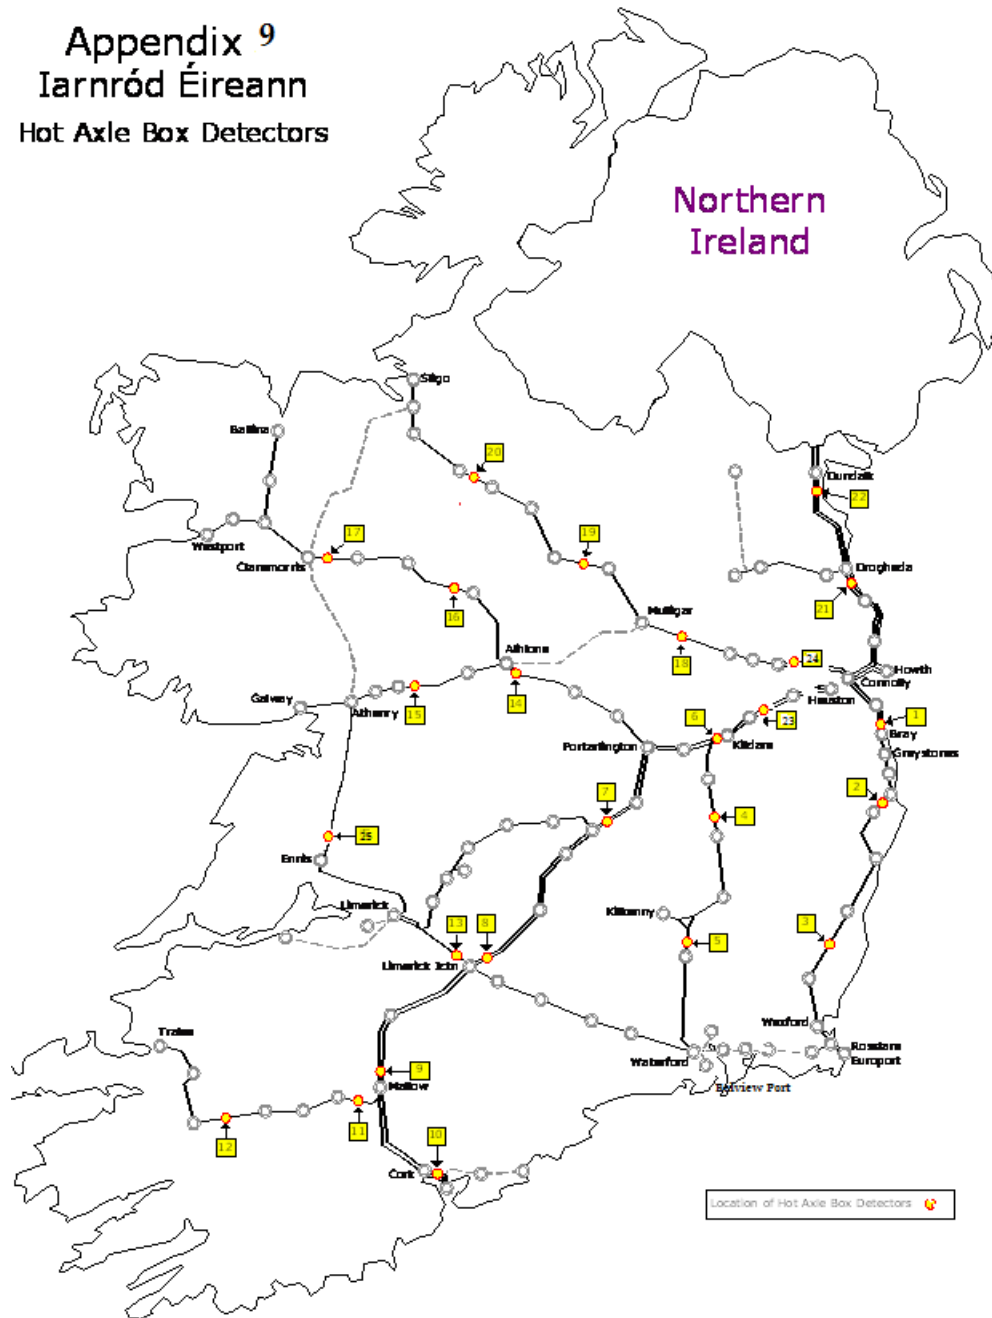 Appendix 9
Iarnród Éireann
Hot Axle Box Detectors
Northern
Ireland
Sligo
Ballina
20
22
Dundalk
17
19
Westport
Claremorris
Drogheda
16
21
Mullingar
18
24
Athlone
Howth
Connolly
Galway
Athenry
15
14
Heuston
6
23
1
Portarlington
Kildare
Bray
Greystones
7
2
4
25
Ennis
Limerick
Kilkenny
13
8
5
3
Limerick Jctn
Tralee
Wexford
Waterford
Rosslare
Europort
9
Mallow
Belview Port
11
12
10
Cork
Location of Hot Axle Box Detectors